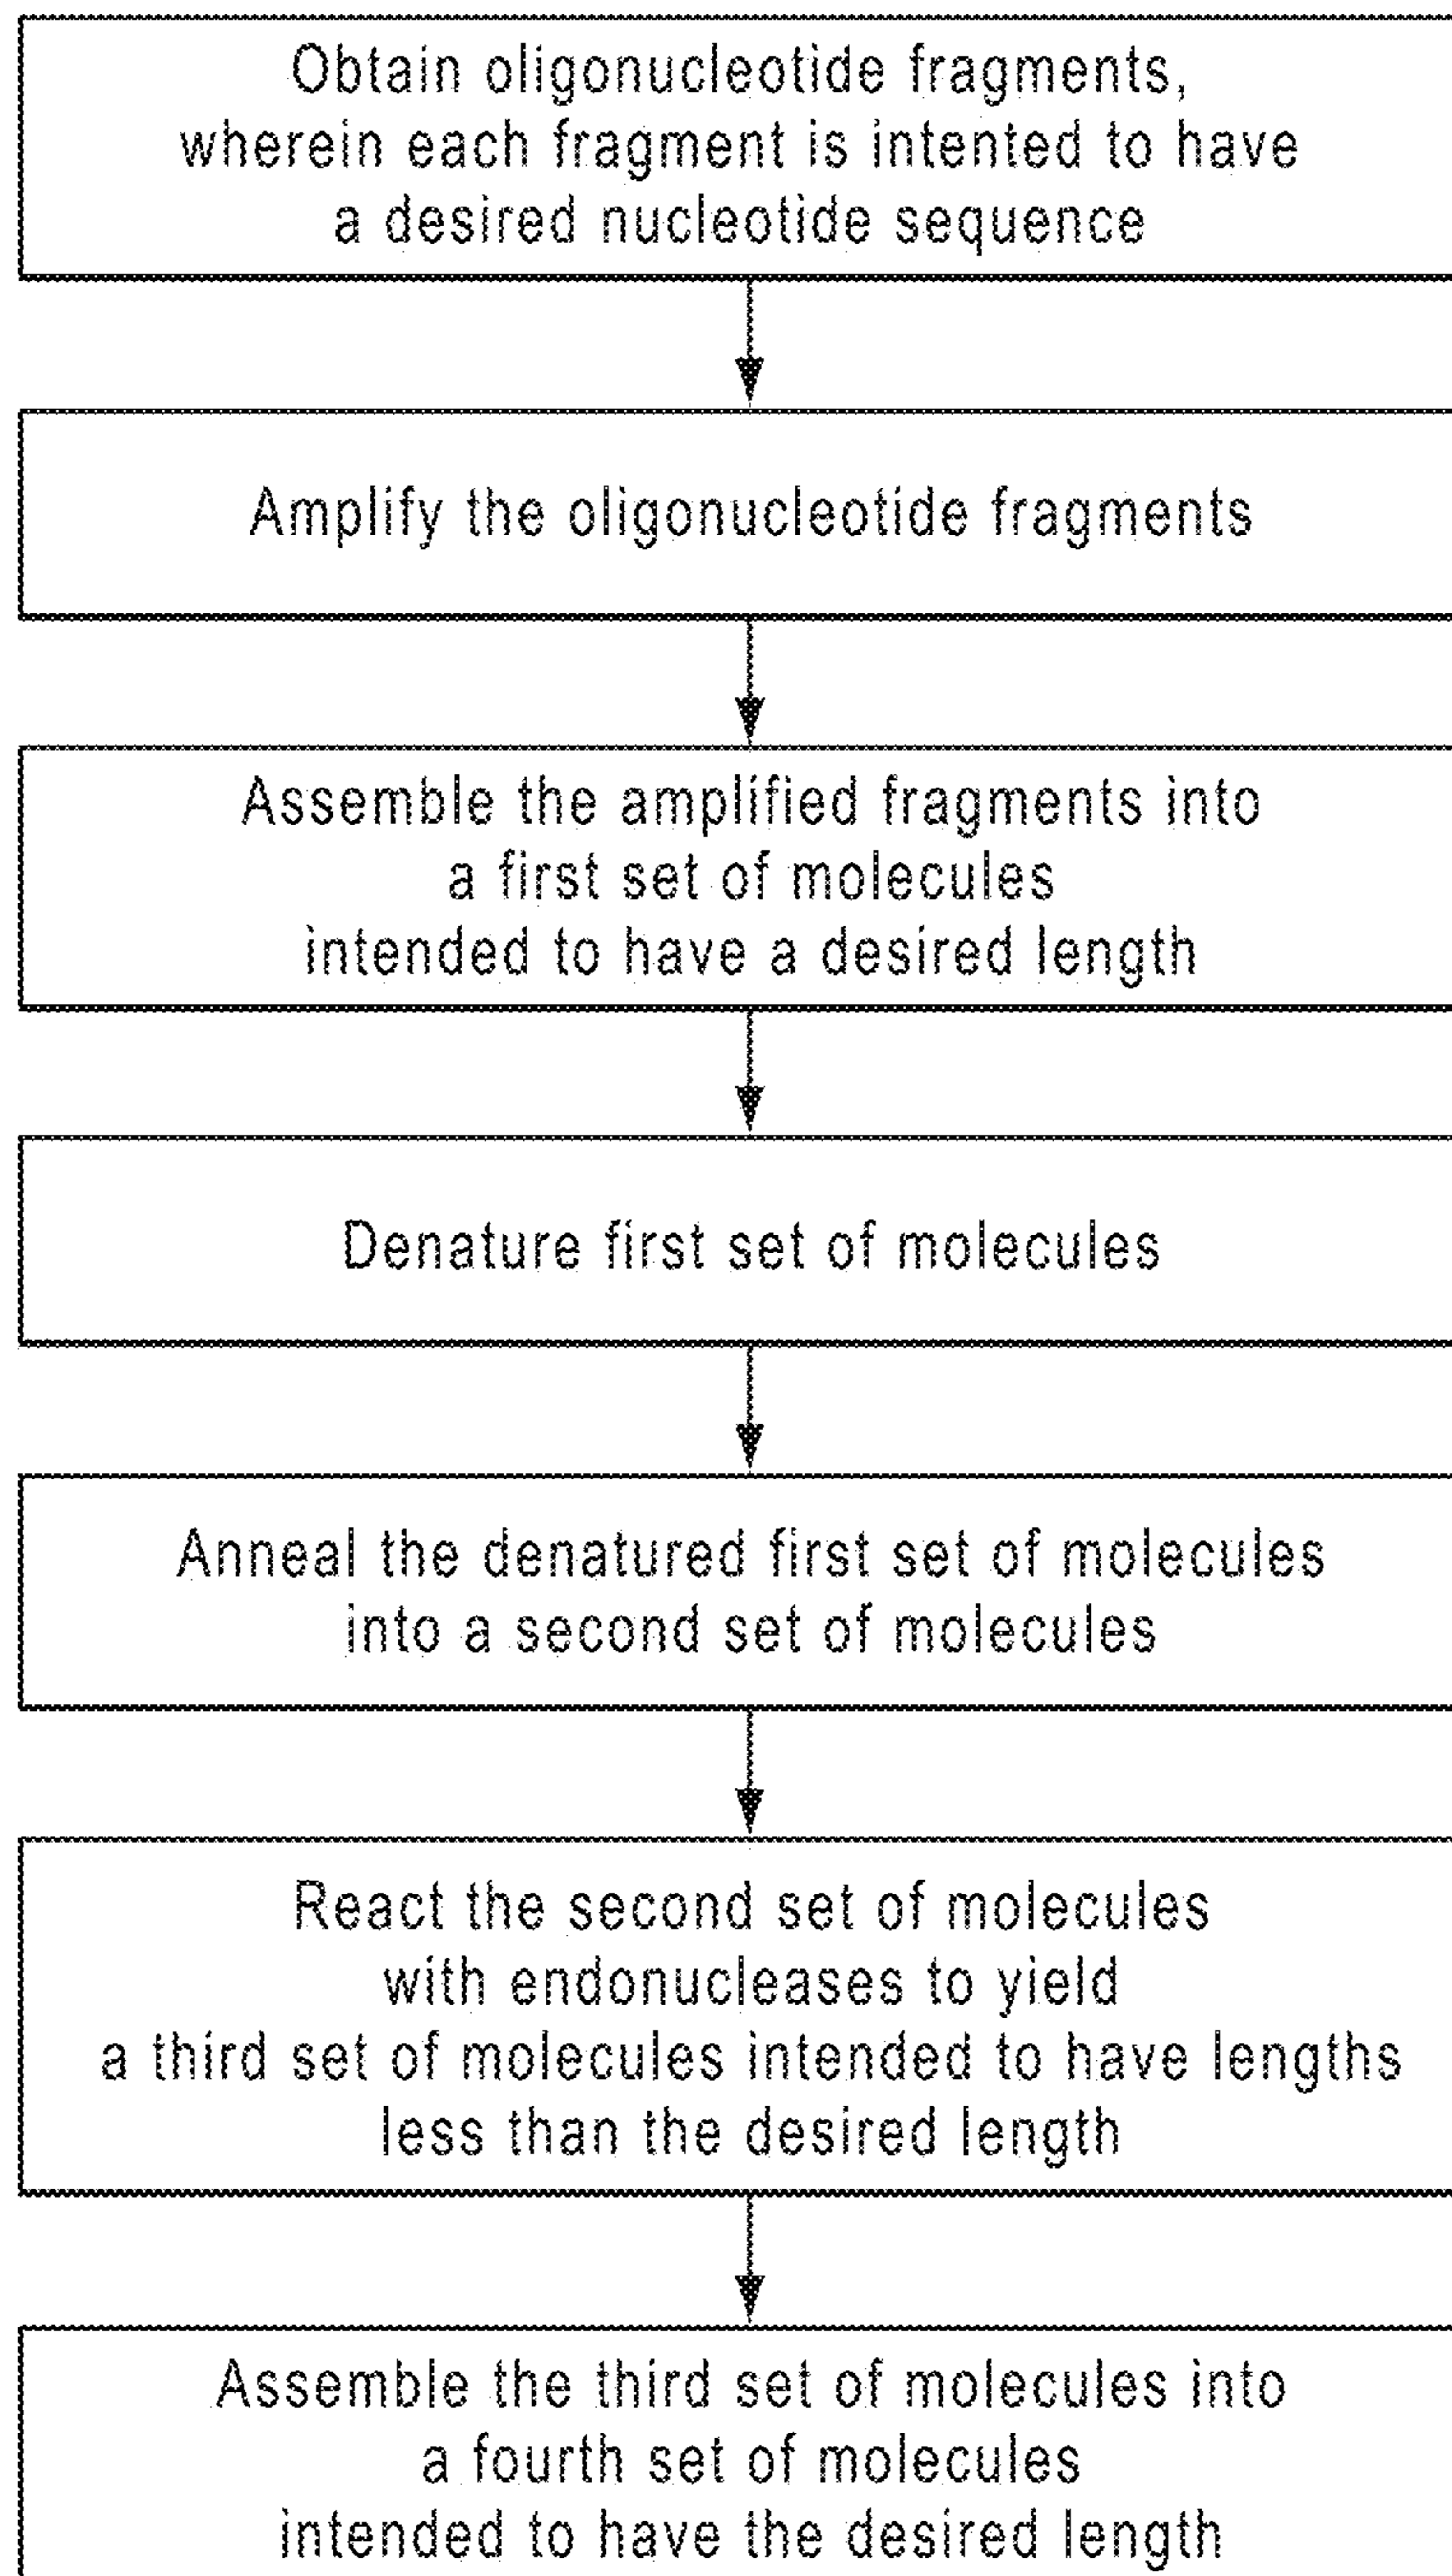 Obtain oligonucleotide fragments,
wherein each fragment is intented to have
a desired nucleotide sequence
Amplify the oligonucleotide fragments
Assemble the amplified fragments into
a first set of molecules
intended to have a desired length
Denature first set of molecules
Anneal the denatured first set of molecules
into a second set of molecules
React the second set of molecules
with endonucleases to yield
a third set of molecules intended to have lengths
less than the desired length
Assemble the third set of molecules into
a fourth set of molecules
intended to have the desired length